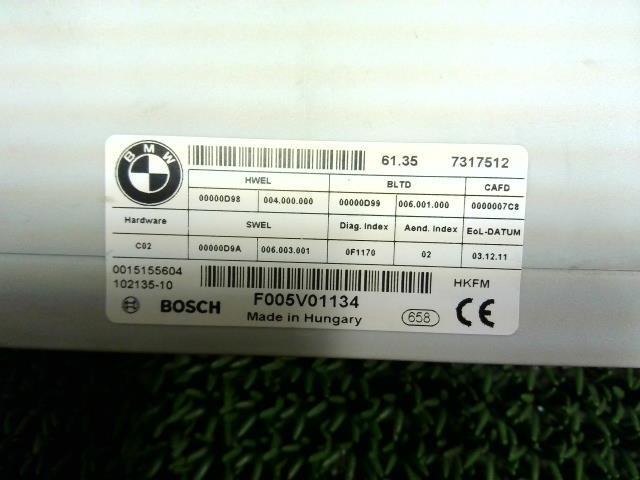 BMW
61.35 7317512
HWEL BLTD CAFD
00000D98 004.000.000 00000D99 006.001.000 0000007C8
Hardware SWEL Diag. Index Aend. Index EoL-DATUM
C02 00000D9A 006.003.001 0F1170 02 03.12.11
0015155604
102135-10 HKFM
BOSCH F005V01134
Made in Hungary 658 CE